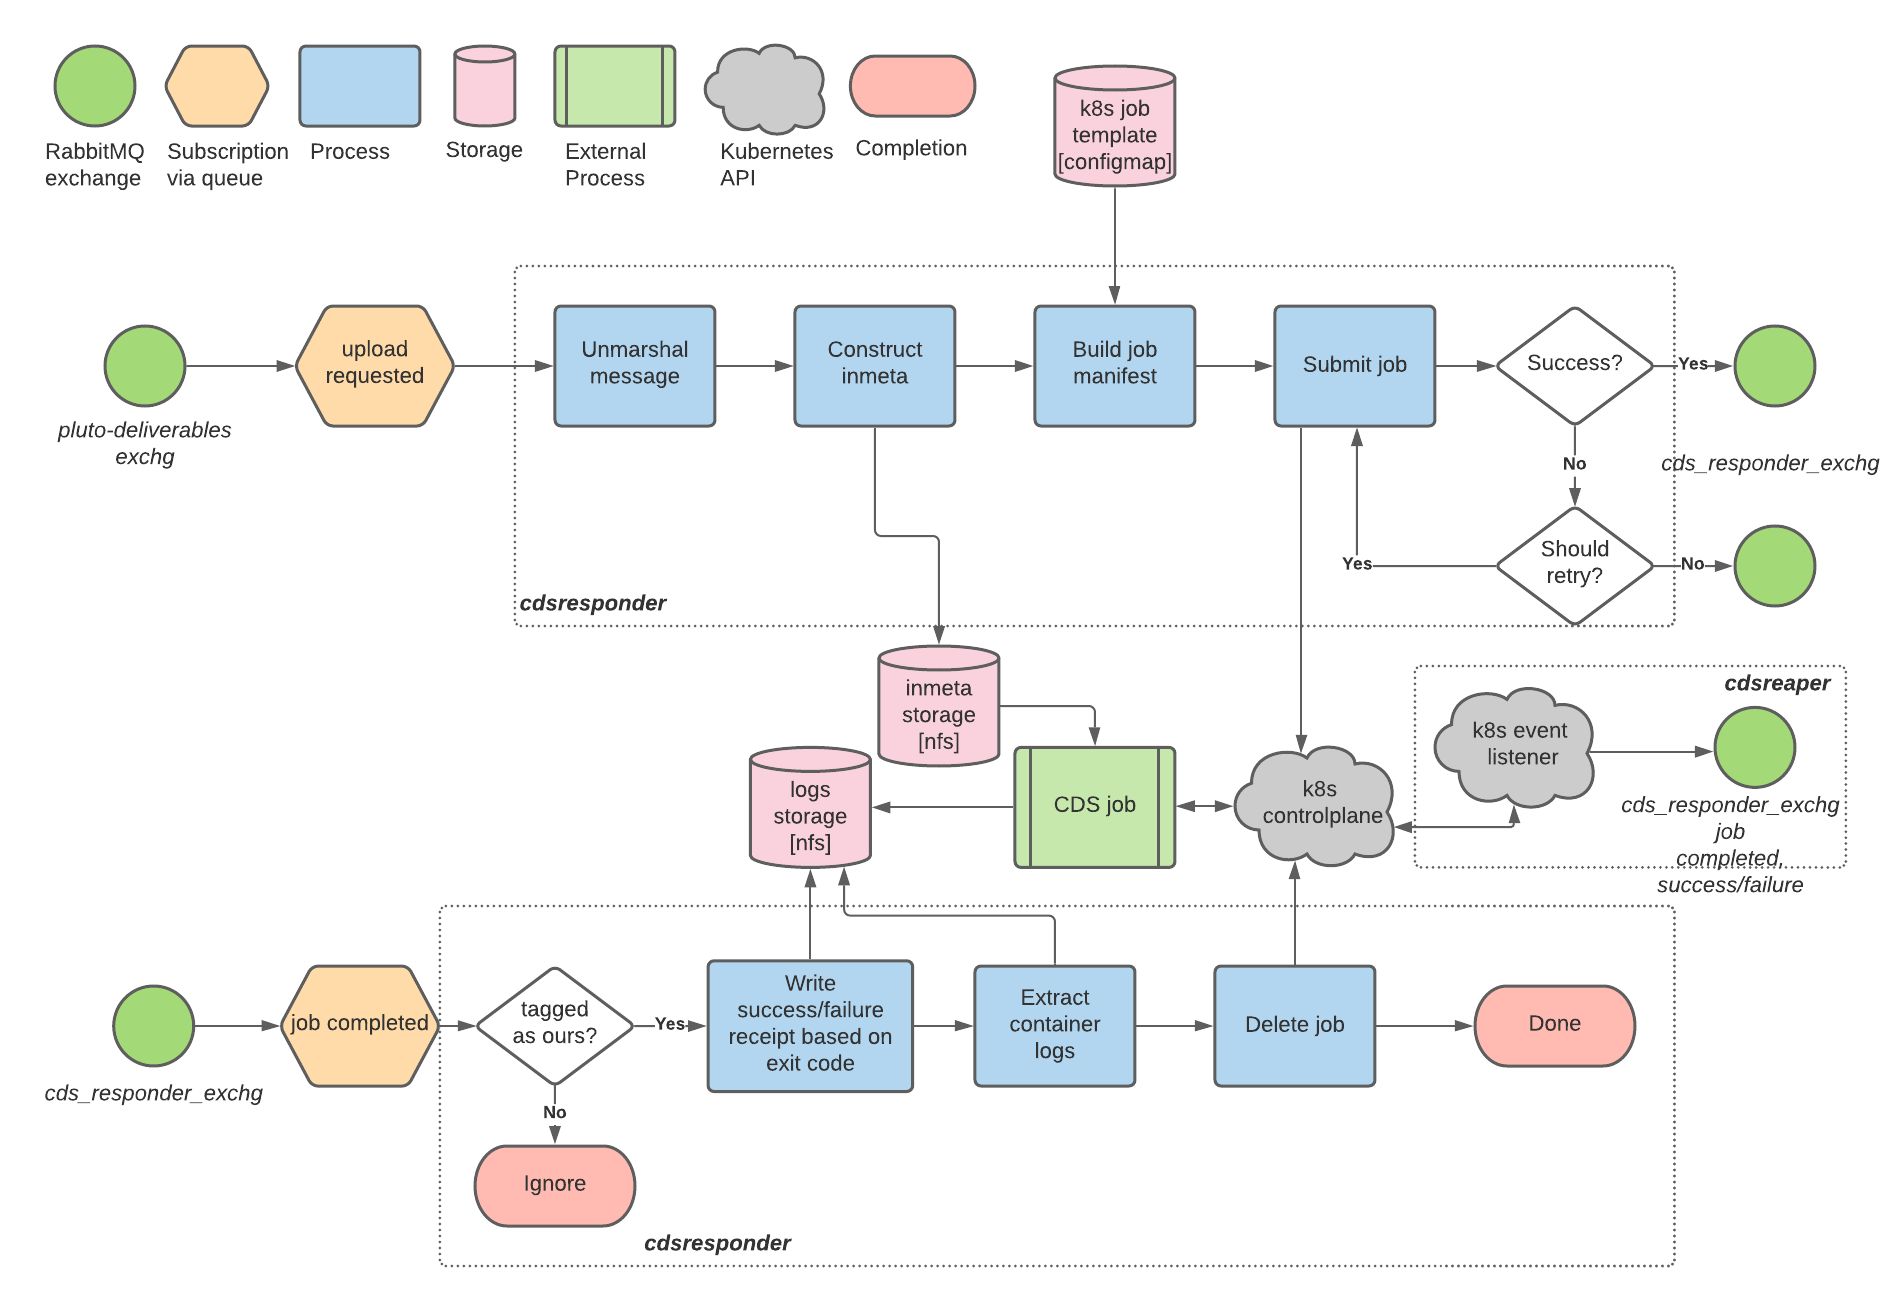 RabbitMQ
exchange
Subscription
via queue
Process
Storage
External
Process
Kubernetes
API
Completion
k8s job
template
[configmap]
pluto-deliverables
exchg
upload
requested
Unmarshal
message
Construct
inmeta
Build job
manifest
Submit job
Success?
Yes
No
cds_responder_exchg
Should
retry?
Yes
No
cdsresponder
inmeta
storage
[nfs]
logs
storage
[nfs]
CDS job
k8s
controlplane
cdsreaper
k8s event
listener
cds_responder_exchg
job
completed,
success/failure
cds_responder_exchg
job completed
tagged
as ours?
Yes
No
Ignore
Write
success/failure
receipt based on
exit code
Extract
container
logs
Delete job
Done
cdsresponder